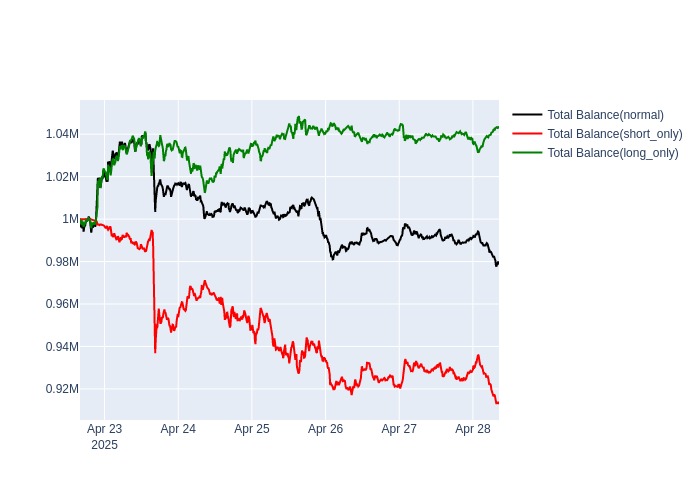 Total Balance(normal)
Total Balance(short_only)
Total Balance(long_only)
1.04M
1.02M
1M
0.98M
0.96M
0.94M
0.92M
Apr 23 Apr 24 Apr 25 Apr 26 Apr 27 Apr 28
2025